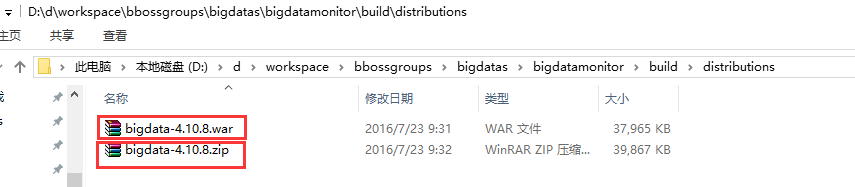 D:\d\workspace\bbossgroups\bigdatas\bigdatamonitor\build\distributions
共享 查看
此电脑 > 本地磁盘 (D:) > d > workspace > bbossgroups > bigdatas > bigdatamonitor > build > distributions
名称 修改日期 类型 大小
bigdata-4.10.8.war 2016/7/23 9:31 WAR 文件 37,965 KB
bigdata-4.10.8.zip 2016/7/23 9:32 WinRAR ZIP 压缩... 39,867 KB